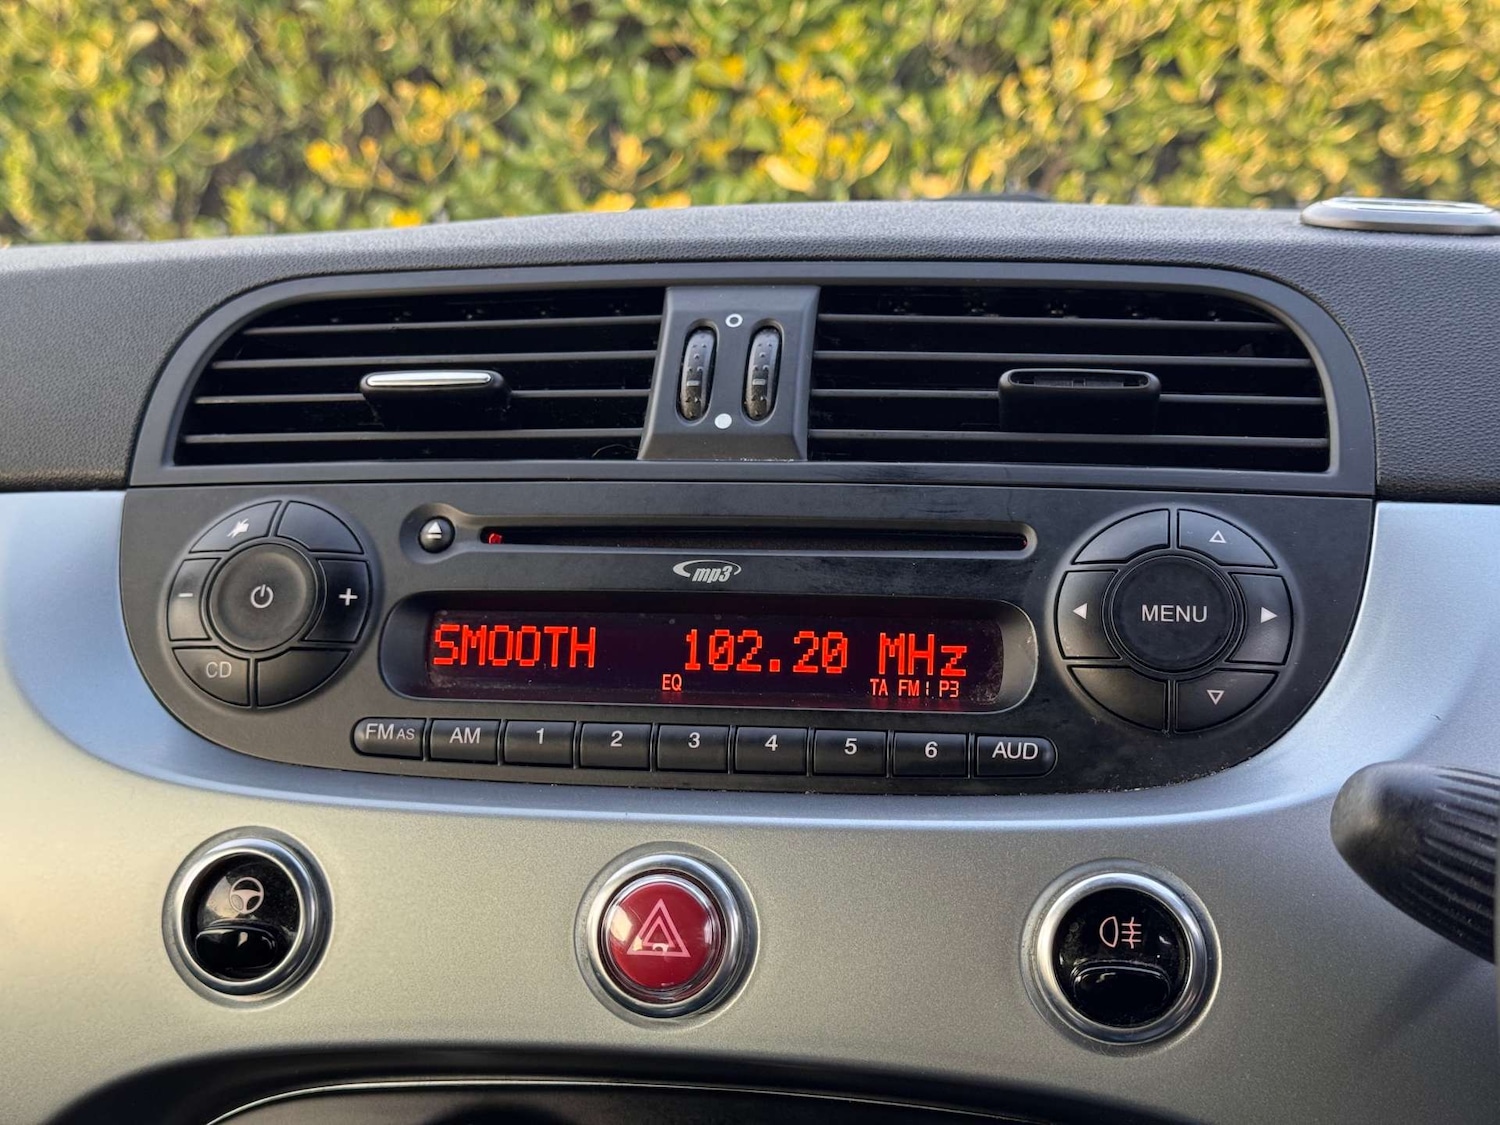 mp3
SMOOTH 102.20 MHz
EQ TA FM1 P3
CD
MENU
FM AS AM 1 2 3 4 5 6 AUD